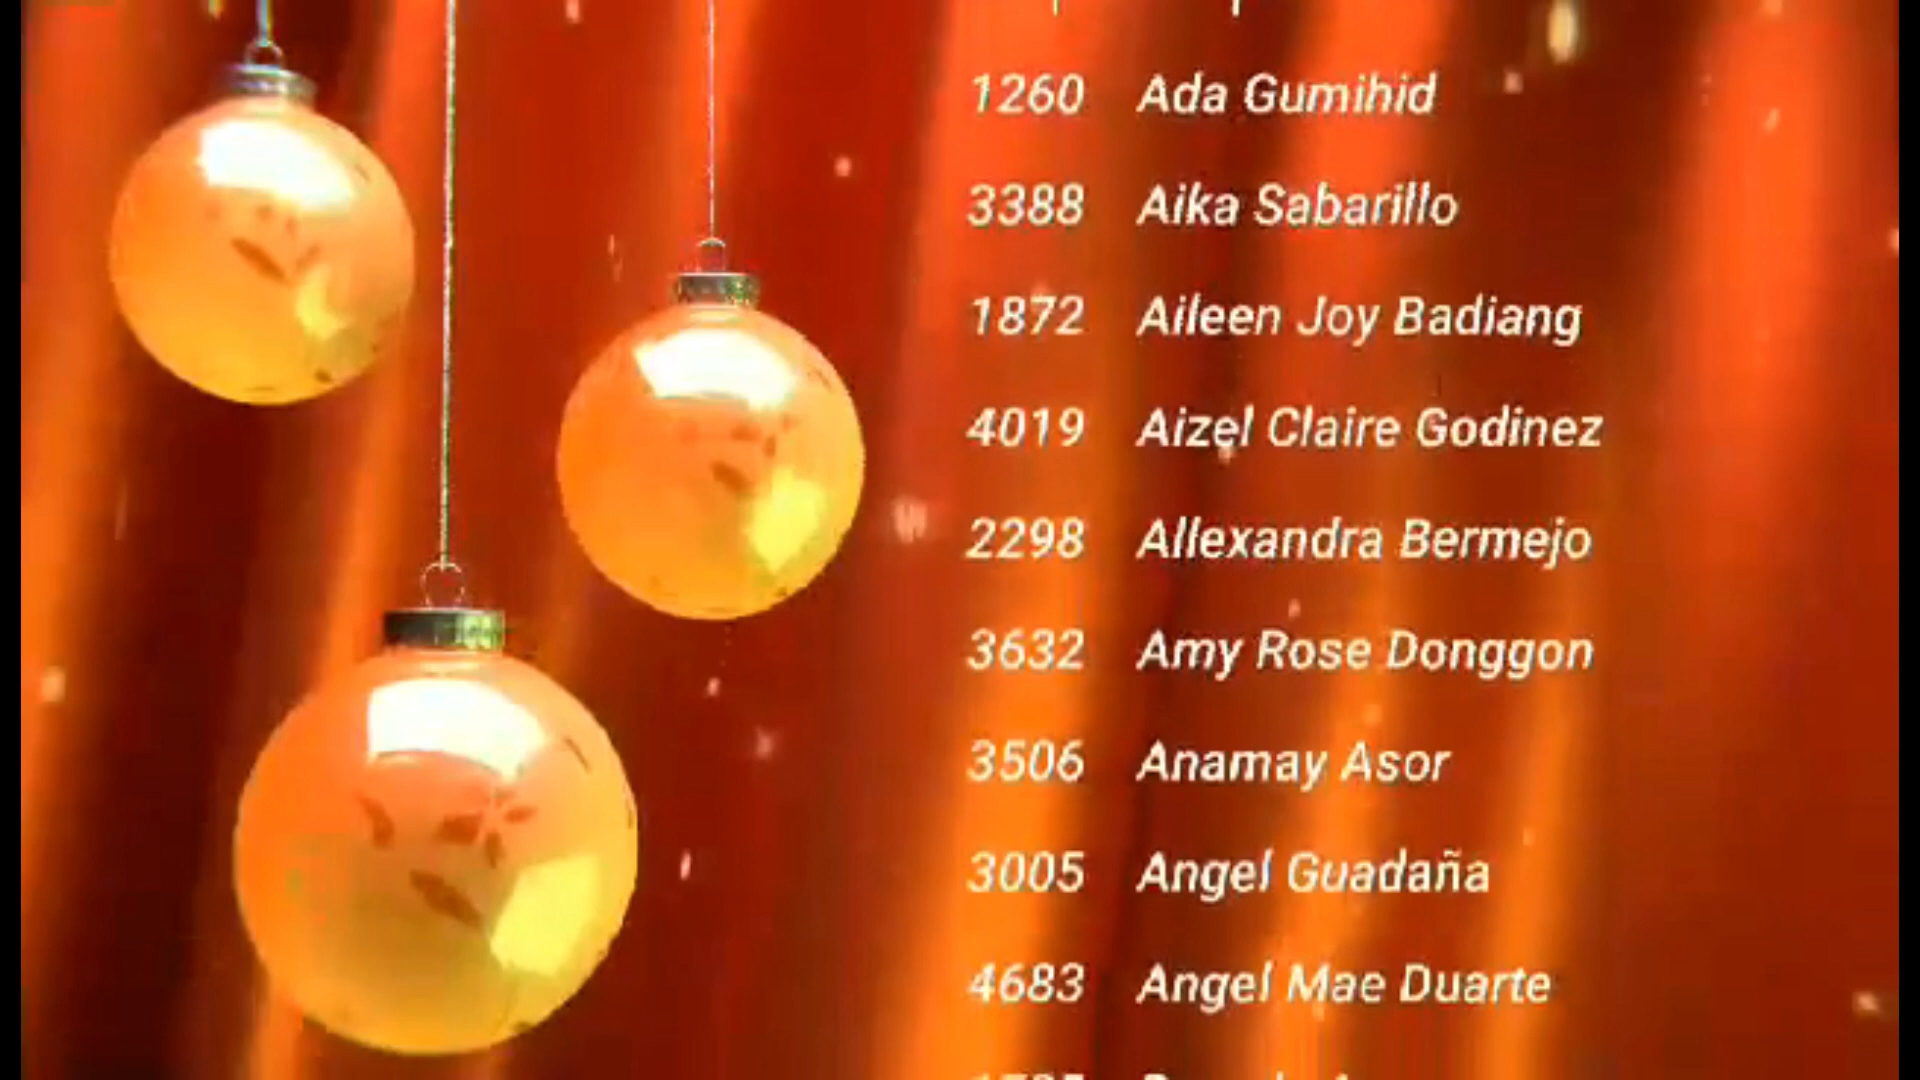 1260 Ada Gumihid
3388 Aika Sabarillo
1872 Aileen Joy Badiang
4019 Aizel Claire Godinez
2298 Allexandra Bermejo
3632 Amy Rose Donggon
3506 Anamay Asor
3005 Angel Guadaña
4683 Angel Mae Duarte